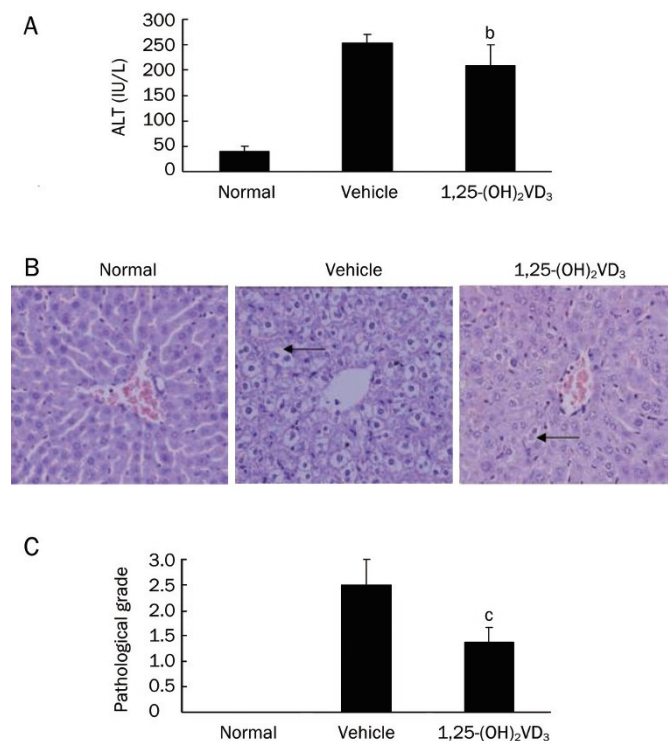 A
ALT (IU/L)
300
250
200
150
100
50
0
b
Normal Vehicle 1,25-(OH)₂VD₃
B
Normal Vehicle 1,25-(OH)₂VD₃
C
Pathological grade
3.0
2.5
2.0
1.5
1.0
0.5
0
c
Normal Vehicle 1,25-(OH)₂VD₃